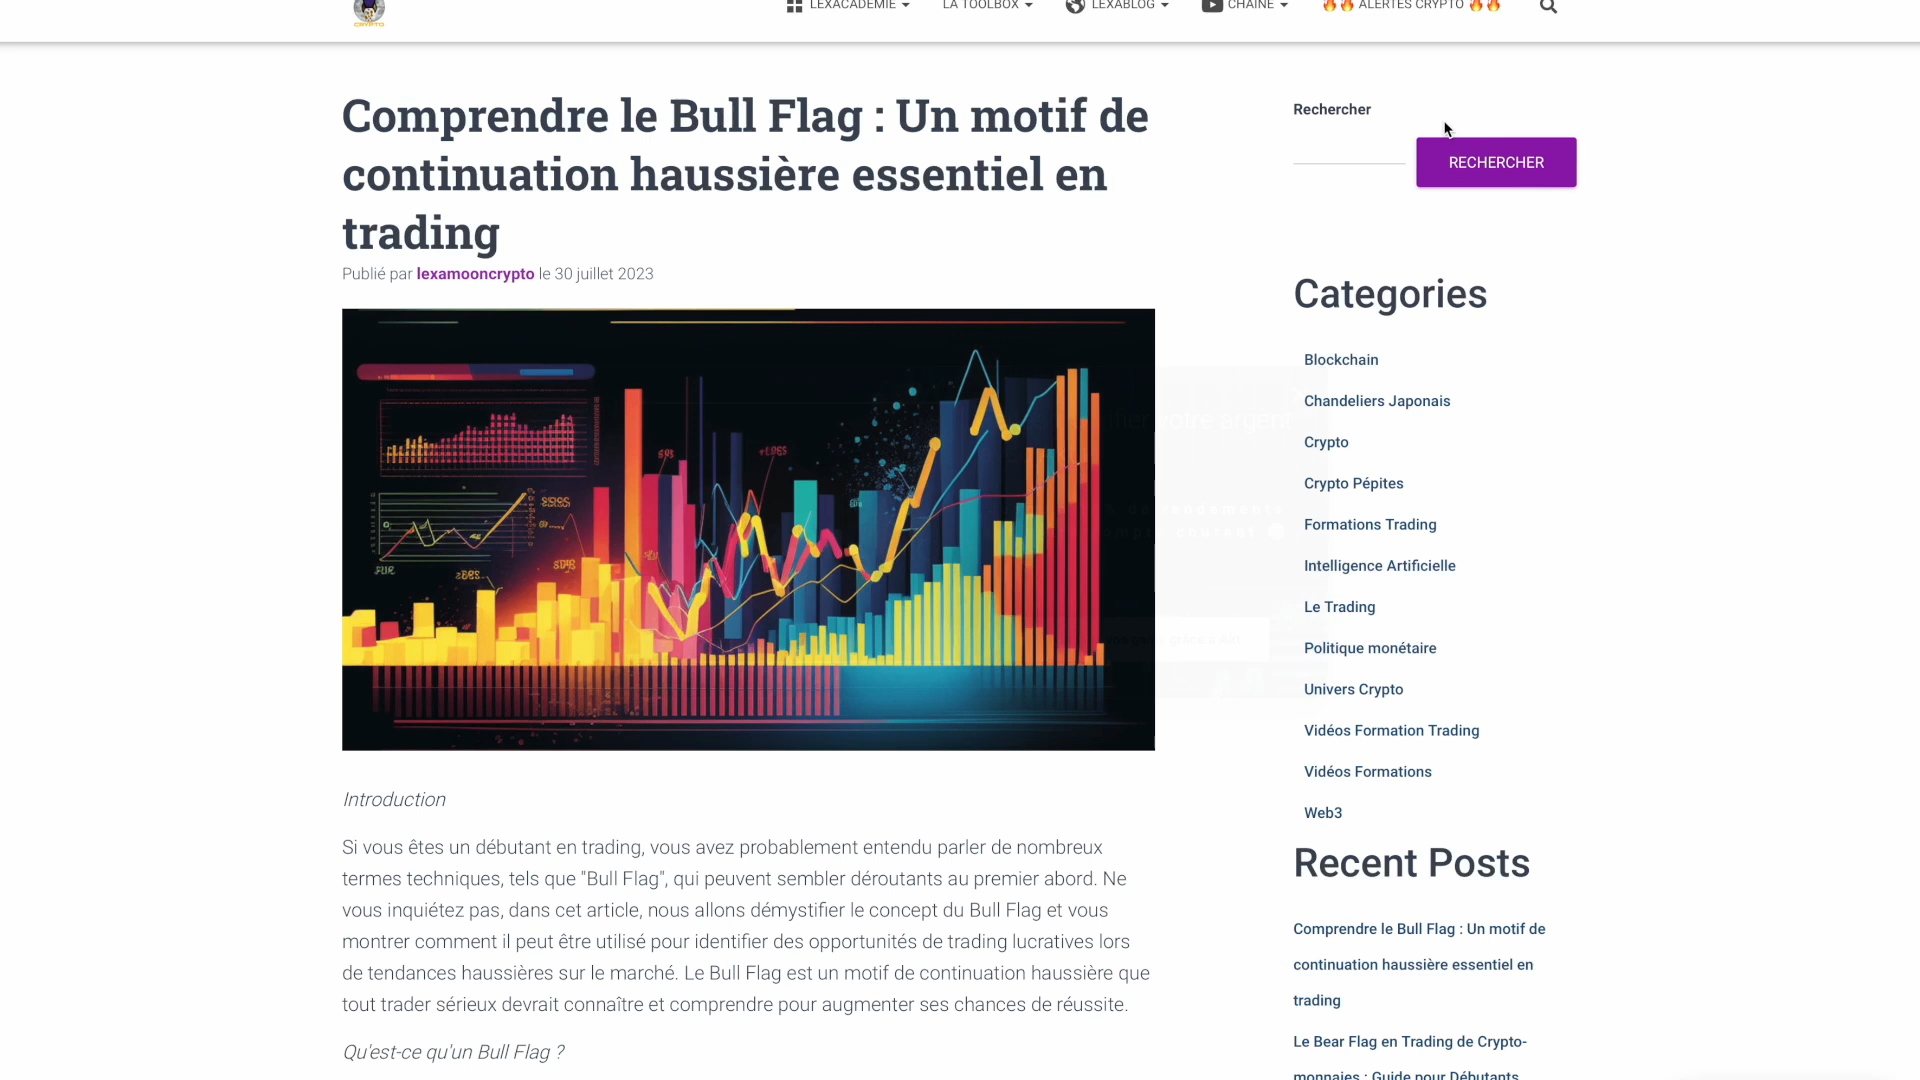 CRYPTO
LEXACADÉMIE
LA TOOLBOX
LEXABLOG
CHAINE
ALERTES CRYPTO
Comprendre le Bull Flag : Un motif de
continuation haussière essentiel en
trading
Publié par lexamooncrypto le 30 juillet 2023
Introduction
Si vous êtes un débutant en trading, vous avez probablement entendu parler de nombreux
termes techniques, tels que "Bull Flag", qui peuvent sembler déroutants au premier abord. Ne
vous inquiétez pas, dans cet article, nous allons démystifier le concept du Bull Flag et vous
montrer comment il peut être utilisé pour identifier des opportunités de trading lucratives lors
de tendances haussières sur le marché. Le Bull Flag est un motif de continuation haussière que
tout trader sérieux devrait connaître et comprendre pour augmenter ses chances de réussite.
Qu'est-ce qu'un Bull Flag ?
Rechercher
RECHERCHER
Categories
Blockchain
Chandeliers Japonais
Crypto
Crypto Pépites
Formations Trading
Intelligence Artificielle
Le Trading
Politique monétaire
Univers Crypto
Vidéos Formation Trading
Vidéos Formations
Web3
Recent Posts
Comprendre le Bull Flag : Un motif de
continuation haussière essentiel en
trading
Le Bear Flag en Trading de Crypto-
monnaies : Guide pour Débutants